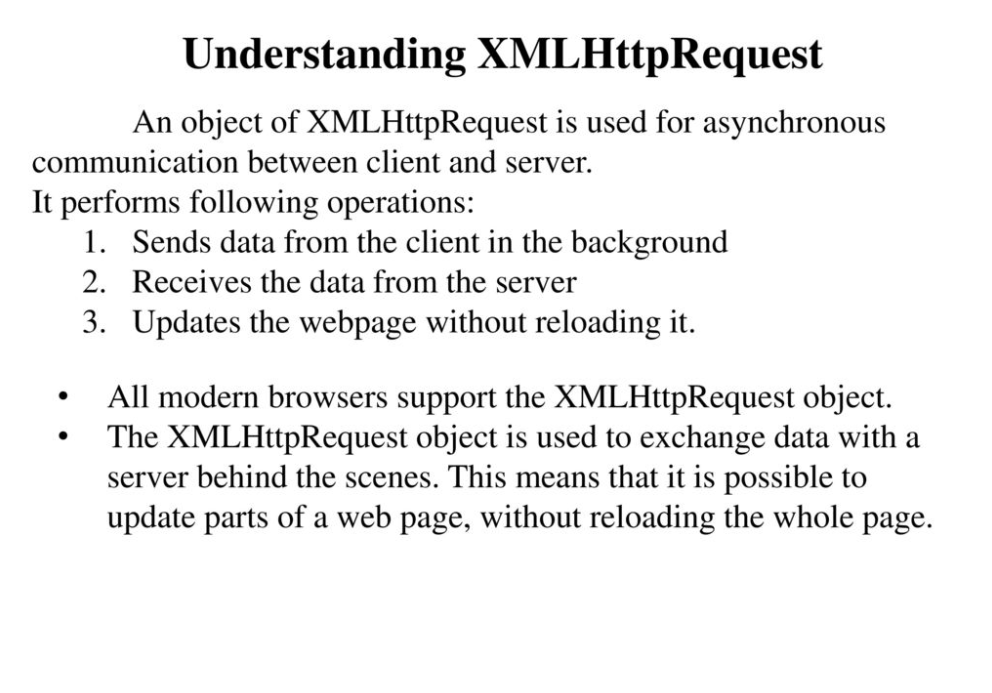 Understanding XMLHttpRequest
An object of XMLHttpRequest is used for asynchronous
communication between client and server.
It performs following operations:
1. Sends data from the client in the background
2. Receives the data from the server
3. Updates the webpage without reloading it.
• All modern browsers support the XMLHttpRequest object.
• The XMLHttpRequest object is used to exchange data with a
server behind the scenes. This means that it is possible to
update parts of a web page, without reloading the whole page.